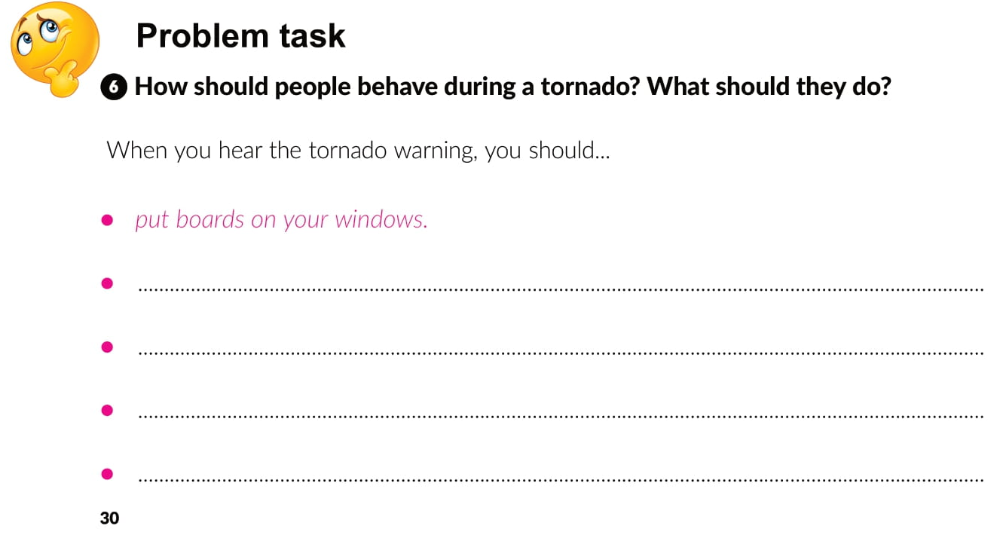 Problem task
6 How should people behave during a tornado? What should they do?
When you hear the tornado warning, you should...
• put boards on your windows.
• ........................................................................
• ........................................................................
• ........................................................................
• ........................................................................
30